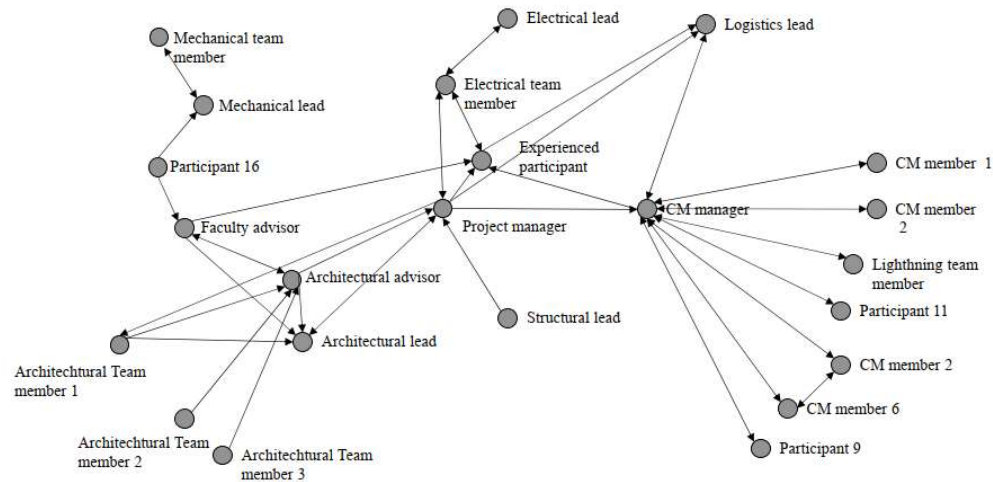 Electrical lead
Logistics lead
Mechanical team
member
Electrical team
member
Mechanical lead
Experienced
participant
Participant 16
CM member 1
CM manager
CM member
2
Faculty advisor
Project manager
Lighthning team
member
Architectural advisor
Participant 11
Structural lead
Architectural lead
Architechtural Team
member 1
CM member 2
CM member 6
Architechtural Team
member 2
Architechtural Team
member 3
Participant 9